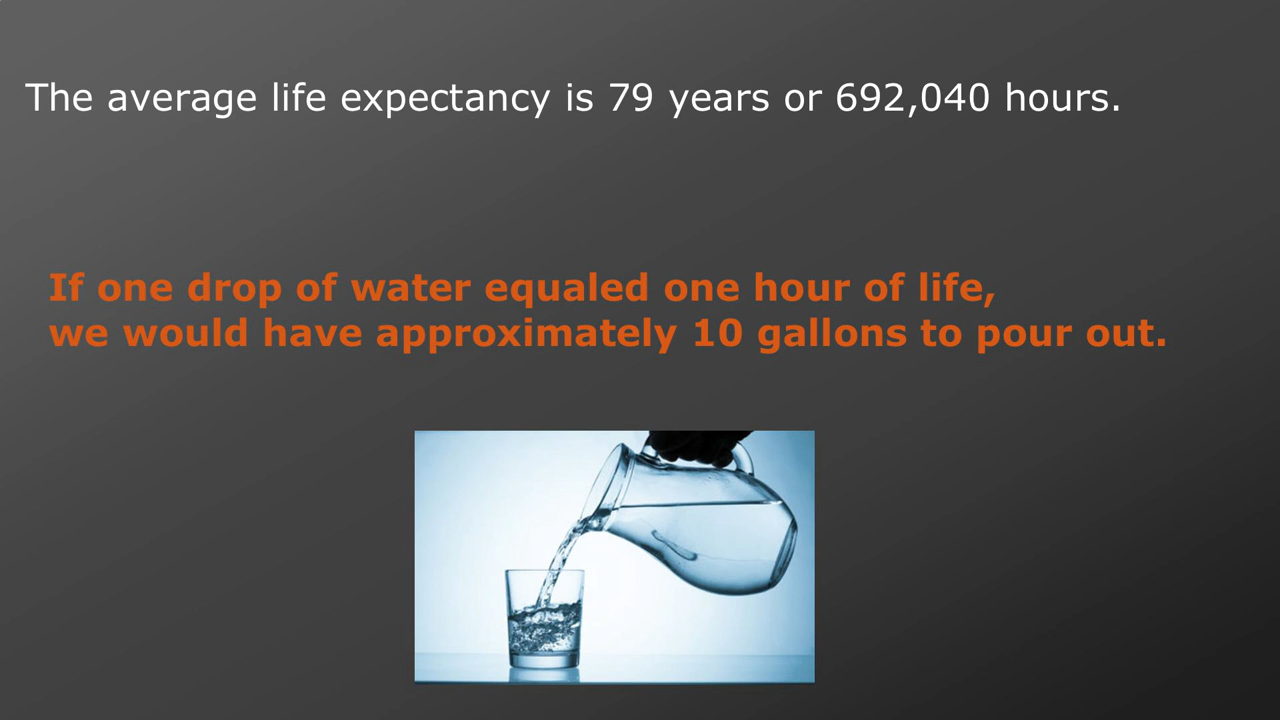 The average life expectancy is 79 years or 692,040 hours.
If one drop of water equaled one hour of life,
we would have approximately 10 gallons to pour out.